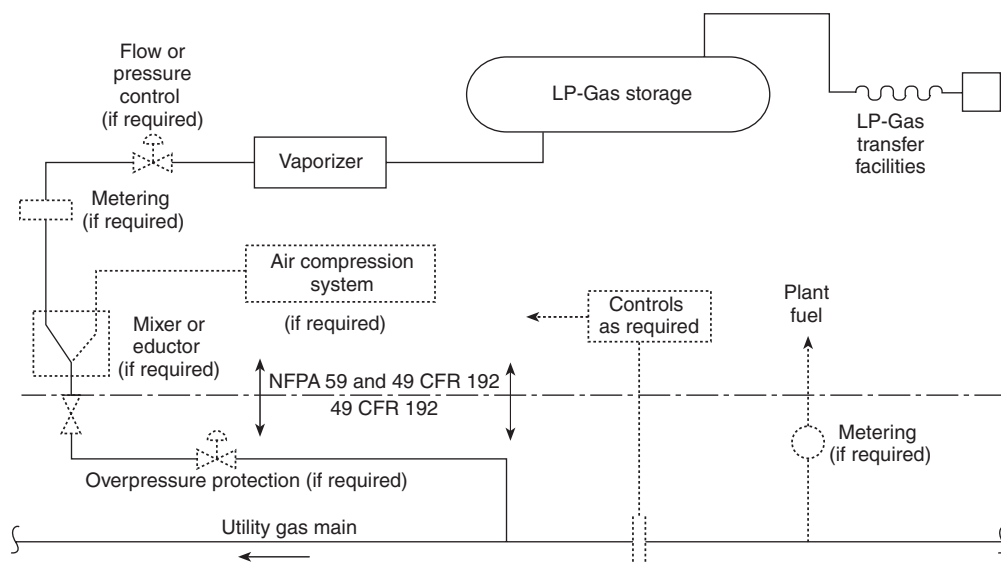 Flow or
pressure
control
(if required)
LP-Gas storage
LP-Gas
transfer
facilities
Vaporizer
Metering
(if required)
Air compression
system
(if required)
Mixer or
eductor
(if required)
Controls
as required
Plant
fuel
NFPA 59 and 49 CFR 192
49 CFR 192
Metering
(if required)
Overpressure protection (if required)
Utility gas main